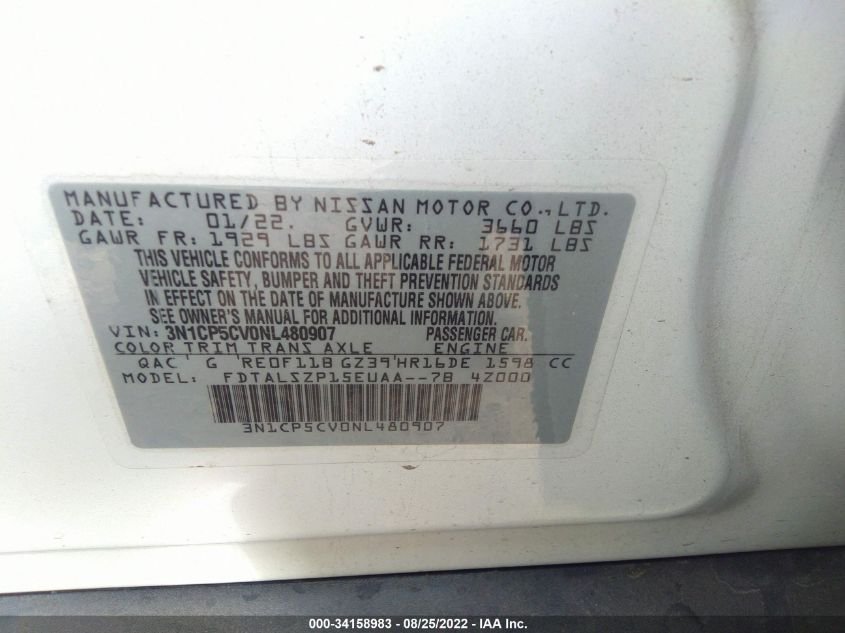 MANUFACTURED BY NISSAN MOTOR CO., LTD.
DATE: 01/22. GVWR: 3660 LBS
GAWR FR: 1929 LBS GAWR RR: 1731 LBS
THIS VEHICLE CONFORMS TO ALL APPLICABLE FEDERAL MOTOR
VEHICLE SAFETY, BUMPER AND THEFT PREVENTION STANDARDS
IN EFFECT ON THE DATE OF MANUFACTURE SHOWN ABOVE.
SEE OWNER'S MANUAL FOR ADDITIONAL INFORMATION.
VIN: 3N1CP5CV0NL480907 PASSENGER CAR.
COLOR TRIM TRANS AXLE ENGINE
QAC G RE0F11B GZ39 HR16DE 1598 CC
MODEL: FDTALSZP15EUAA--7B 4Z000
3N1CP5CV0NL480907
000-34158983 - 08/25/2022 - IAA Inc.